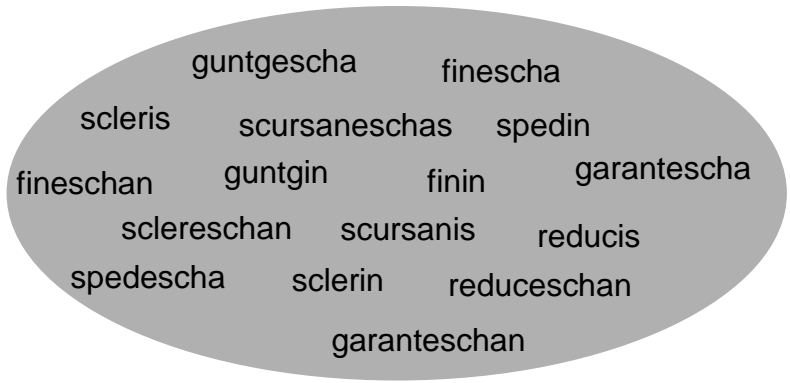 guntgescha finescha
scleris scursaneschas spedin
fineschan guntgin finin garantescha
sclereschan scursanis reducis
spedescha sclerin reduceschan
garanteschan